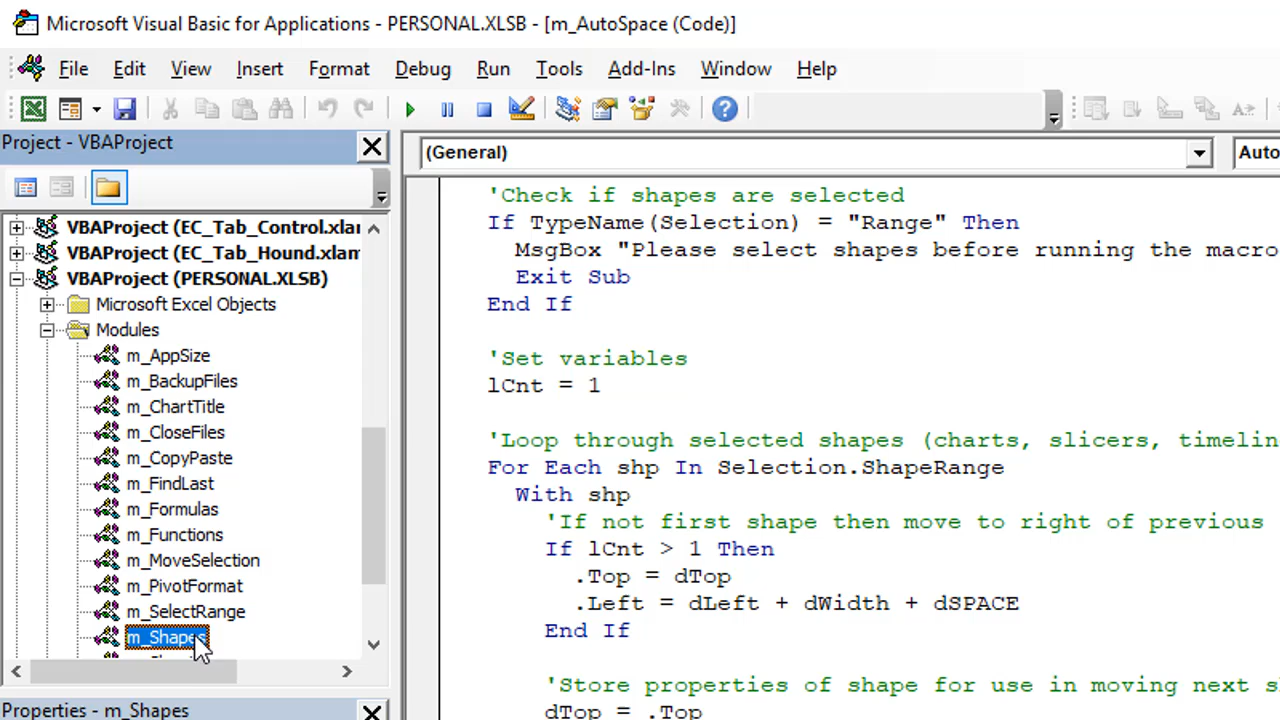 Microsoft Visual Basic for Applications - PERSONAL.XLSB - [m_AutoSpace (Code)]
File Edit View Insert Format Debug Run Tools Add-Ins Window Help
Project - VBAProject
(General)
Auto
VBAProject (EC_Tab_Control.xlam
VBAProject (EC_Tab_Hound.xlam
VBAProject (PERSONAL.XLSB)
Microsoft Excel Objects
Modules
m_AppSize
m_BackupFiles
m_ChartTitle
m_CloseFiles
m_CopyPaste
m_FindLast
m_Formulas
m_Functions
m_MoveSelection
m_PivotFormat
m_SelectRange
m_Shapes
Properties - m_Shapes
'Check if shapes are selected
If TypeName(Selection) = "Range" Then
MsgBox "Please select shapes before running the macro
Exit Sub
End If
'Set variables
lCnt = 1
'Loop through selected shapes (charts, slicers, timelin
For Each shp In Selection.ShapeRange
With shp
'If not first shape then move to right of previous
If lCnt > 1 Then
.Top = dTop
.Left = dLeft + dWidth + dSPACE
End If
'Store properties of shape for use in moving next s
dTop = .Top